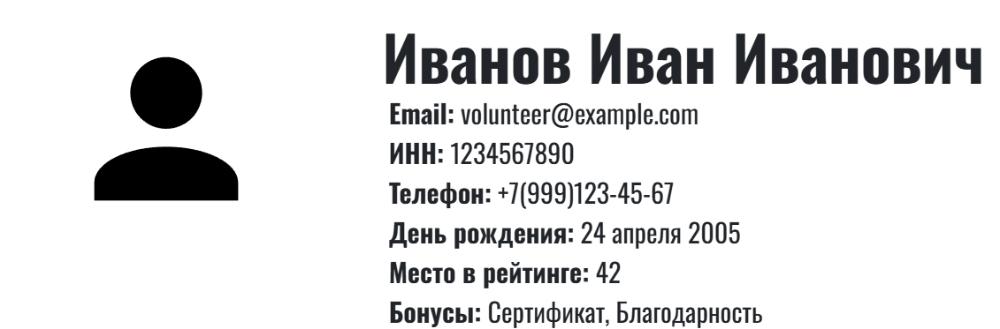 Иванов Иван Иванович
Email: volunteer@example.com
ИНН: 1234567890
Телефон: +7(999)123-45-67
День рождения: 24 апреля 2005
Место в рейтинге: 42
Бонусы: Сертификат, Благодарность